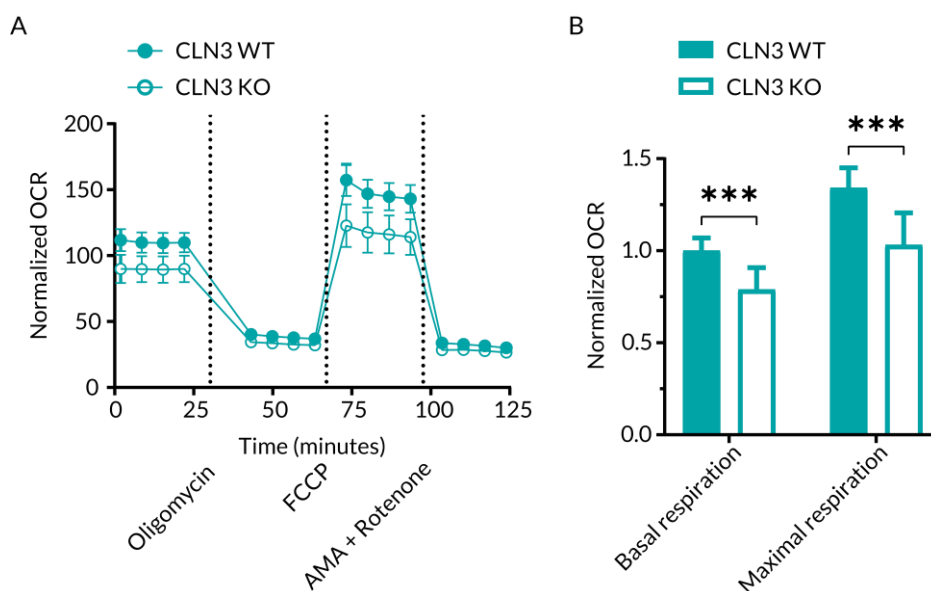 A
CLN3 WT
CLN3 KO
Normalized OCR
200
150
100
50
0
0 25 50 75 100 125
Time (minutes)
Oligomycin
FCCP
AMA + Rotenone
B
CLN3 WT
CLN3 KO
Normalized OCR
1.5
1.0
0.5
0.0
*** ***
Basal respiration
Maximal respiration